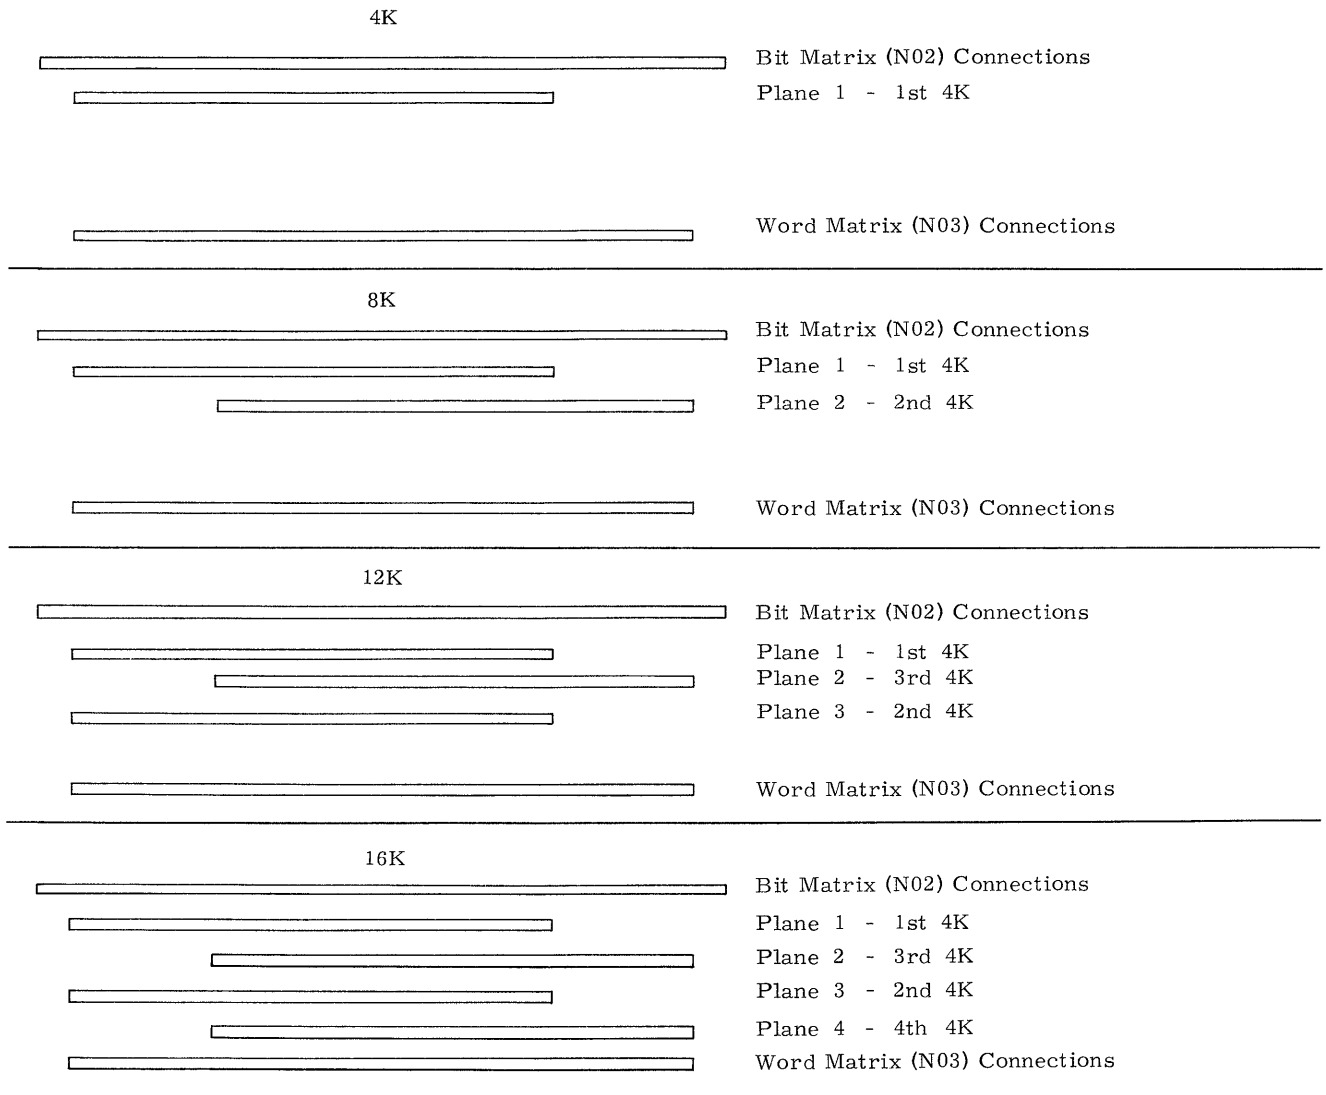 4K
Bit Matrix (N02) Connections
Plane 1 - 1st 4K
Word Matrix (N03) Connections
8K
Bit Matrix (N02) Connections
Plane 1 - 1st 4K
Plane 2 - 2nd 4K
Word Matrix (N03) Connections
12K
Bit Matrix (N02) Connections
Plane 1 - 1st 4K
Plane 2 - 3rd 4K
Plane 3 - 2nd 4K
Word Matrix (N03) Connections
16K
Bit Matrix (N02) Connections
Plane 1 - 1st 4K
Plane 2 - 3rd 4K
Plane 3 - 2nd 4K
Plane 4 - 4th 4K
Word Matrix (N03) Connections